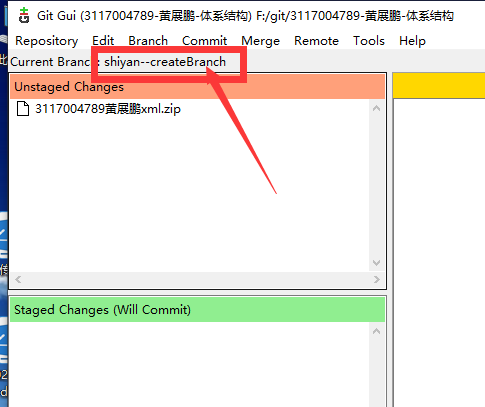 Git Gui (3117004789-黄展鹏-体系结构) F:/git/3117004789-黄展鹏-体系结构
Repository Edit Branch Commit Merge Remote Tools Help
Current Branch: shiyan--createBranch
Unstaged Changes
3117004789黄展鹏xml.zip
Staged Changes (Will Commit)